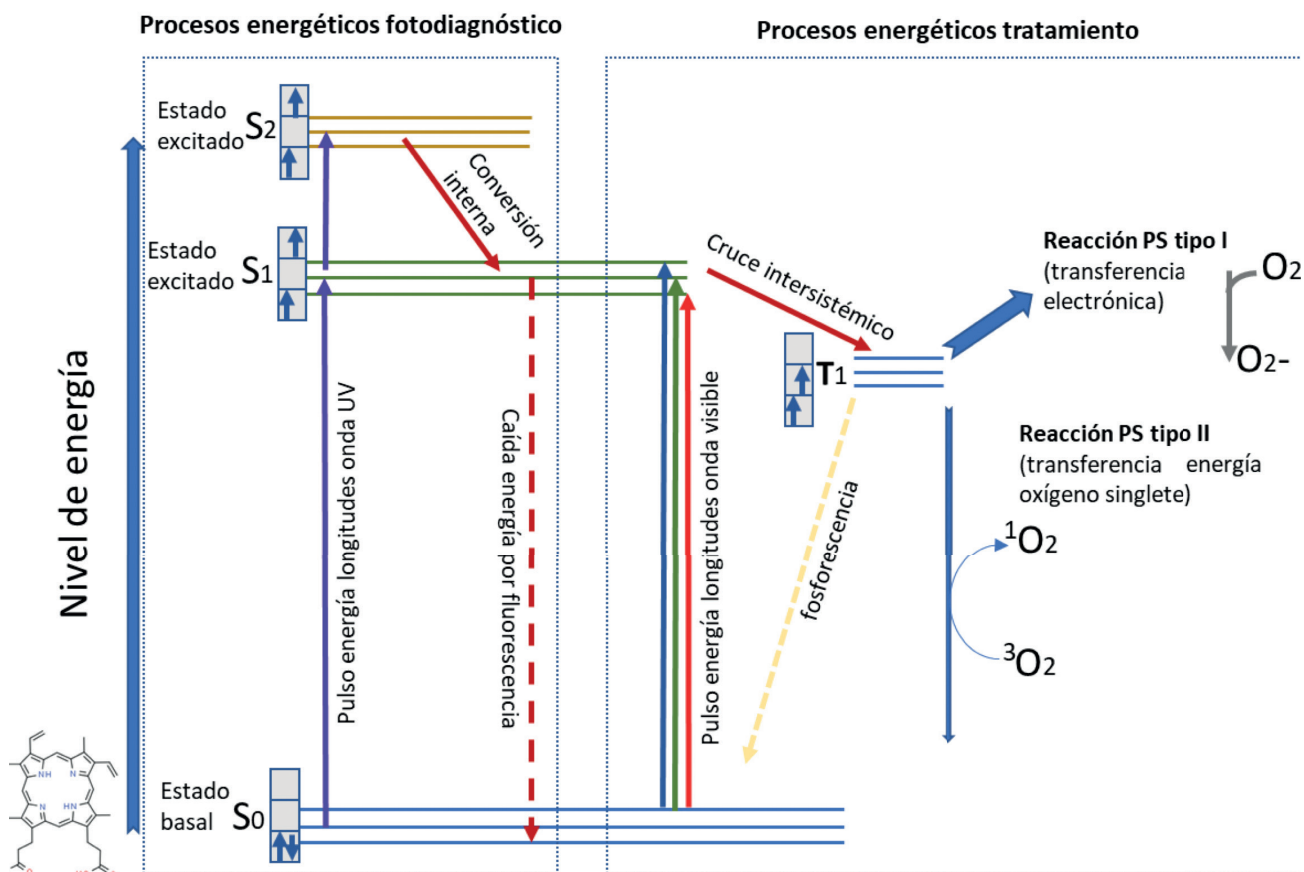 Procesos energéticos fotodiagnóstico
Procesos energéticos tratamiento
Nivel de energía
Estado
excitado
S2
Conversión
interna
Estado
excitado
S1
Pulso energía longitudes onda UV
Caída energía por fluorescencia
Pulso energía longitudes onda visible
Cruce intersistémico
T1
fosforescencia
Reacción PS tipo I
(transferencia
electrónica)
O2
O2-
Reacción PS tipo II
(transferencia energía
oxígeno singlete)
1O2
3O2
Estado
basal
S0
NH
N
N
HN